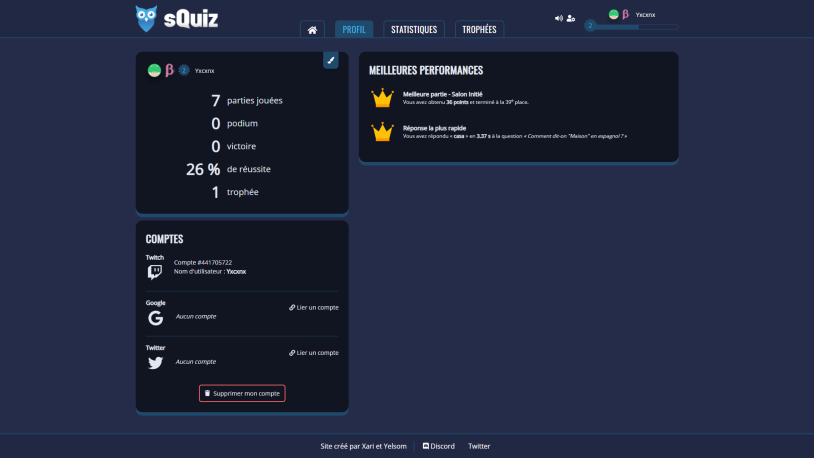 sQuiz
PROFIL
STATISTIQUES
TROPHÉES
β Yxcxnx
2
β 2 Yxcxnx
7 parties jouées
0 podium
0 victoire
26 % de réussite
1 trophée
MEILLEURES PERFORMANCES
Meilleure partie - Salon Initié
Vous avez obtenu 36 points et terminé à la 39e place.
Réponse la plus rapide
Vous avez répondu « casa » en 3.37 s à la question « Comment dit-on "Maison" en espagnol ? »
COMPTES
Twitch
Compte #441705722
Nom d'utilisateur : Yxcxnx
Google
Aucun compte
Lier un compte
Twitter
Aucun compte
Lier un compte
Supprimer mon compte
Site créé par Xari et Yelsom
Discord
Twitter